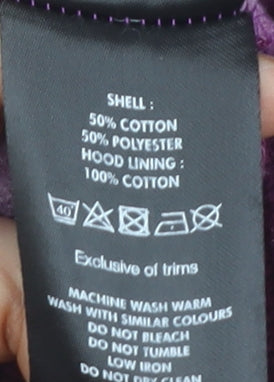 SHELL :
50% COTTON
50% POLYESTER
HOOD LINING :
100% COTTON
40°
Exclusive of trims
MACHINE WASH WARM
WASH WITH SIMILAR COLOURS
DO NOT BLEACH
DO NOT TUMBLE
LOW IRON
DO NOT DRY CLEAN